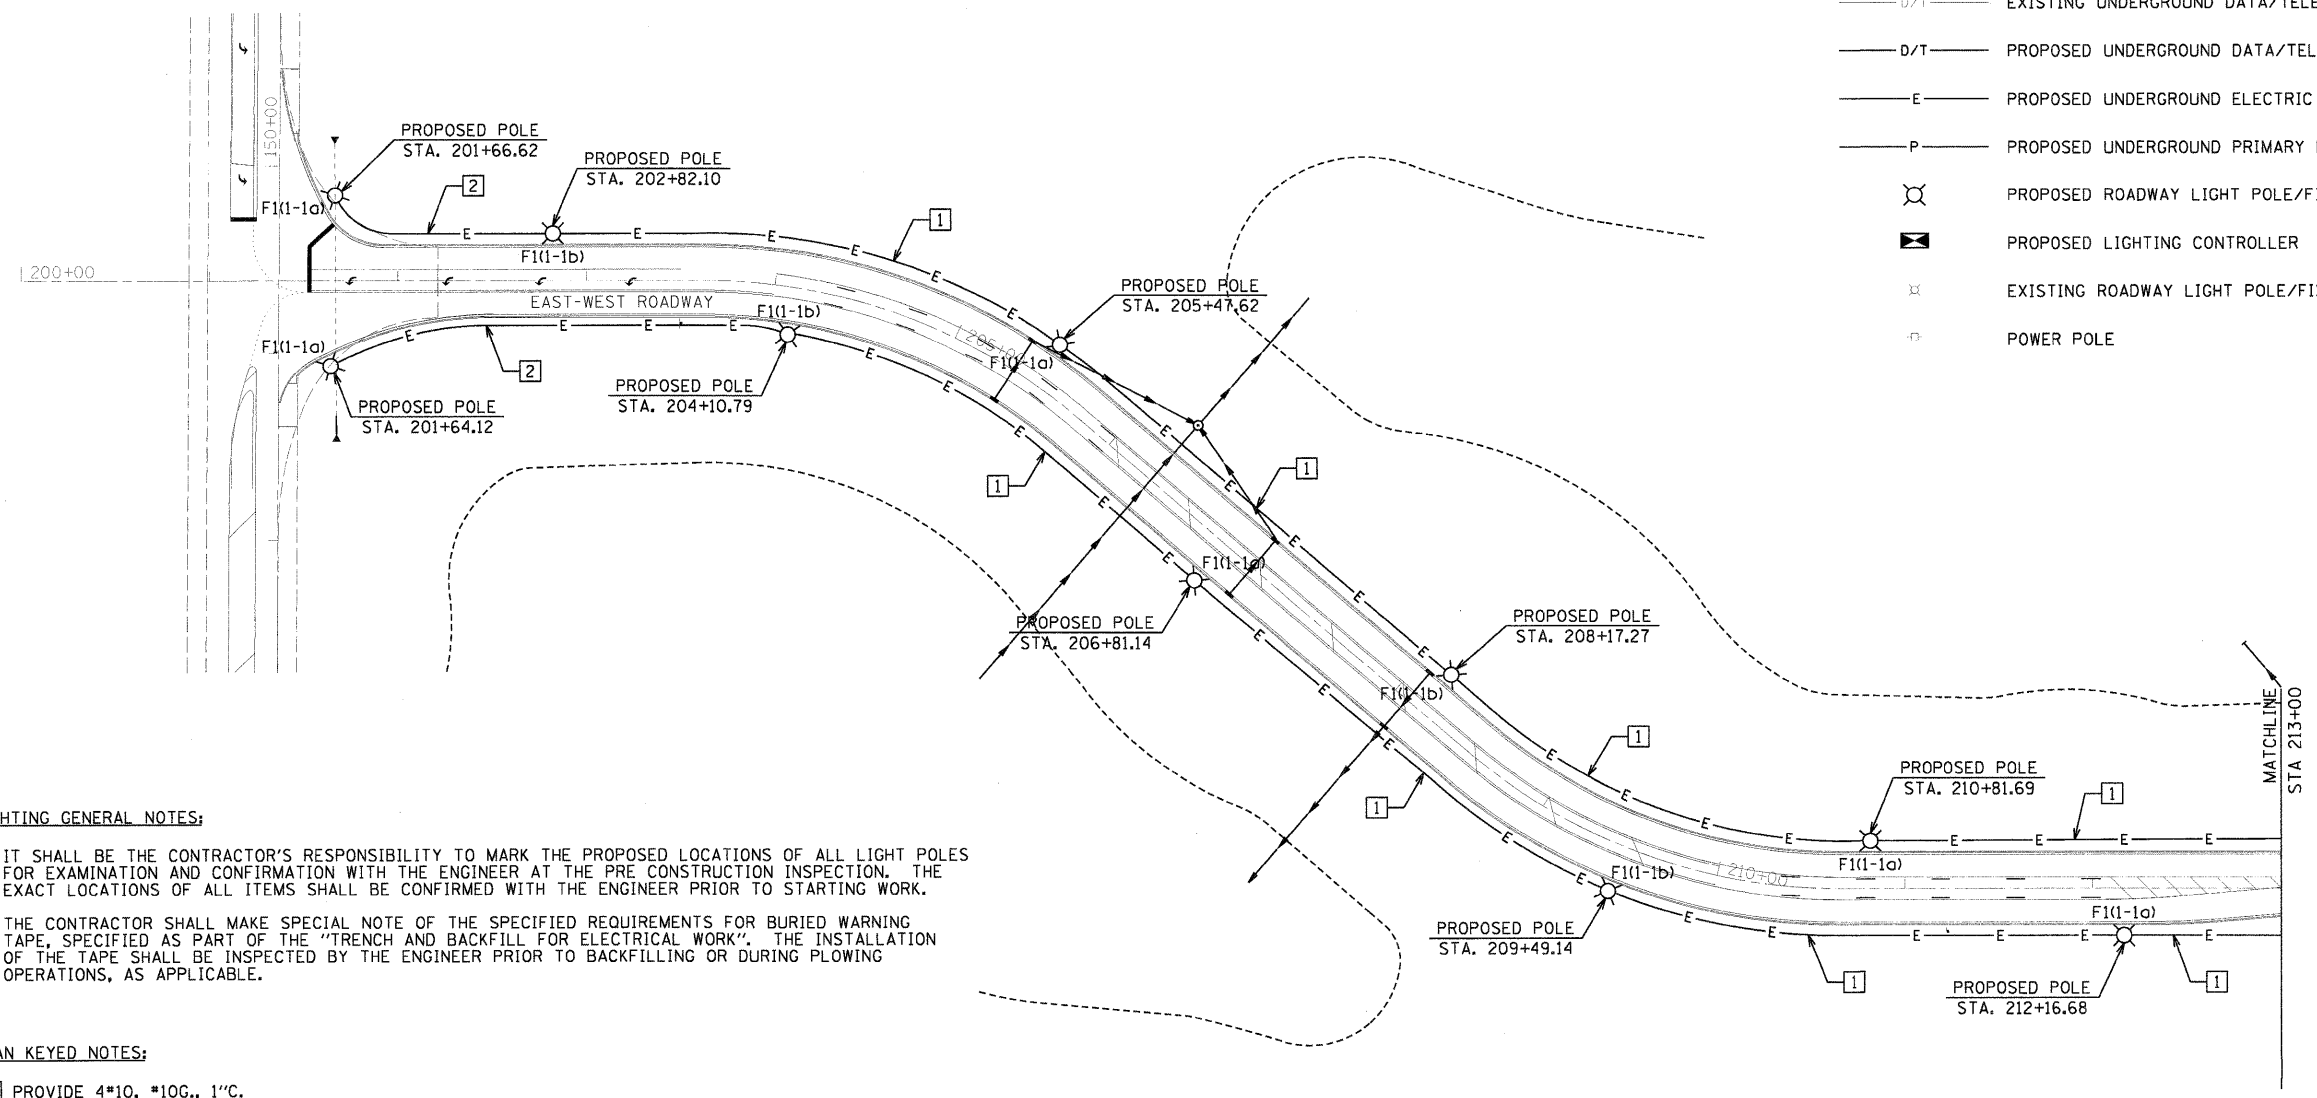 EXISTING UNDERGROUND DATA/TELE
D/T
PROPOSED UNDERGROUND DATA/TEL
E
PROPOSED UNDERGROUND ELECTRIC
P
PROPOSED UNDERGROUND PRIMARY
PROPOSED ROADWAY LIGHT POLE/FI
PROPOSED LIGHTING CONTROLLER
EXISTING ROADWAY LIGHT POLE/FI
POWER POLE
150+00
200+00
PROPOSED POLE
STA. 201+66.62
2
F1(1-1a)
PROPOSED POLE
STA. 202+82.10
F1(1-1b)
1
EAST-WEST ROADWAY
F1(1-1b)
F1(1-1a)
PROPOSED POLE
STA. 201+64.12
2
PROPOSED POLE
STA. 204+10.79
PROPOSED POLE
STA. 205+47.62
205+00
F1(1-1a)
1
1
F1(1-1a)
PROPOSED POLE
STA. 206+81.14
PROPOSED POLE
STA. 208+17.27
F1(1-1b)
1
1
PROPOSED POLE
STA. 210+81.69
1
F1(1-1a)
F1(1-1b)
210+00
PROPOSED POLE
STA. 209+49.14
1
F1(1-1a)
PROPOSED POLE
STA. 212+16.68
1
MATCHLINE
STA 213+00
HTING GENERAL NOTES:
IT SHALL BE THE CONTRACTOR'S RESPONSIBILITY TO MARK THE PROPOSED LOCATIONS OF ALL LIGHT POLES
FOR EXAMINATION AND CONFIRMATION WITH THE ENGINEER AT THE PRE CONSTRUCTION INSPECTION. THE
EXACT LOCATIONS OF ALL ITEMS SHALL BE CONFIRMED WITH THE ENGINEER PRIOR TO STARTING WORK.
THE CONTRACTOR SHALL MAKE SPECIAL NOTE OF THE SPECIFIED REQUIREMENTS FOR BURIED WARNING
TAPE, SPECIFIED AS PART OF THE "TRENCH AND BACKFILL FOR ELECTRICAL WORK". THE INSTALLATION
OF THE TAPE SHALL BE INSPECTED BY THE ENGINEER PRIOR TO BACKFILLING OR DURING PLOWING
OPERATIONS, AS APPLICABLE.
AN KEYED NOTES:
PROVIDE 4#10, #10G., 1"C.